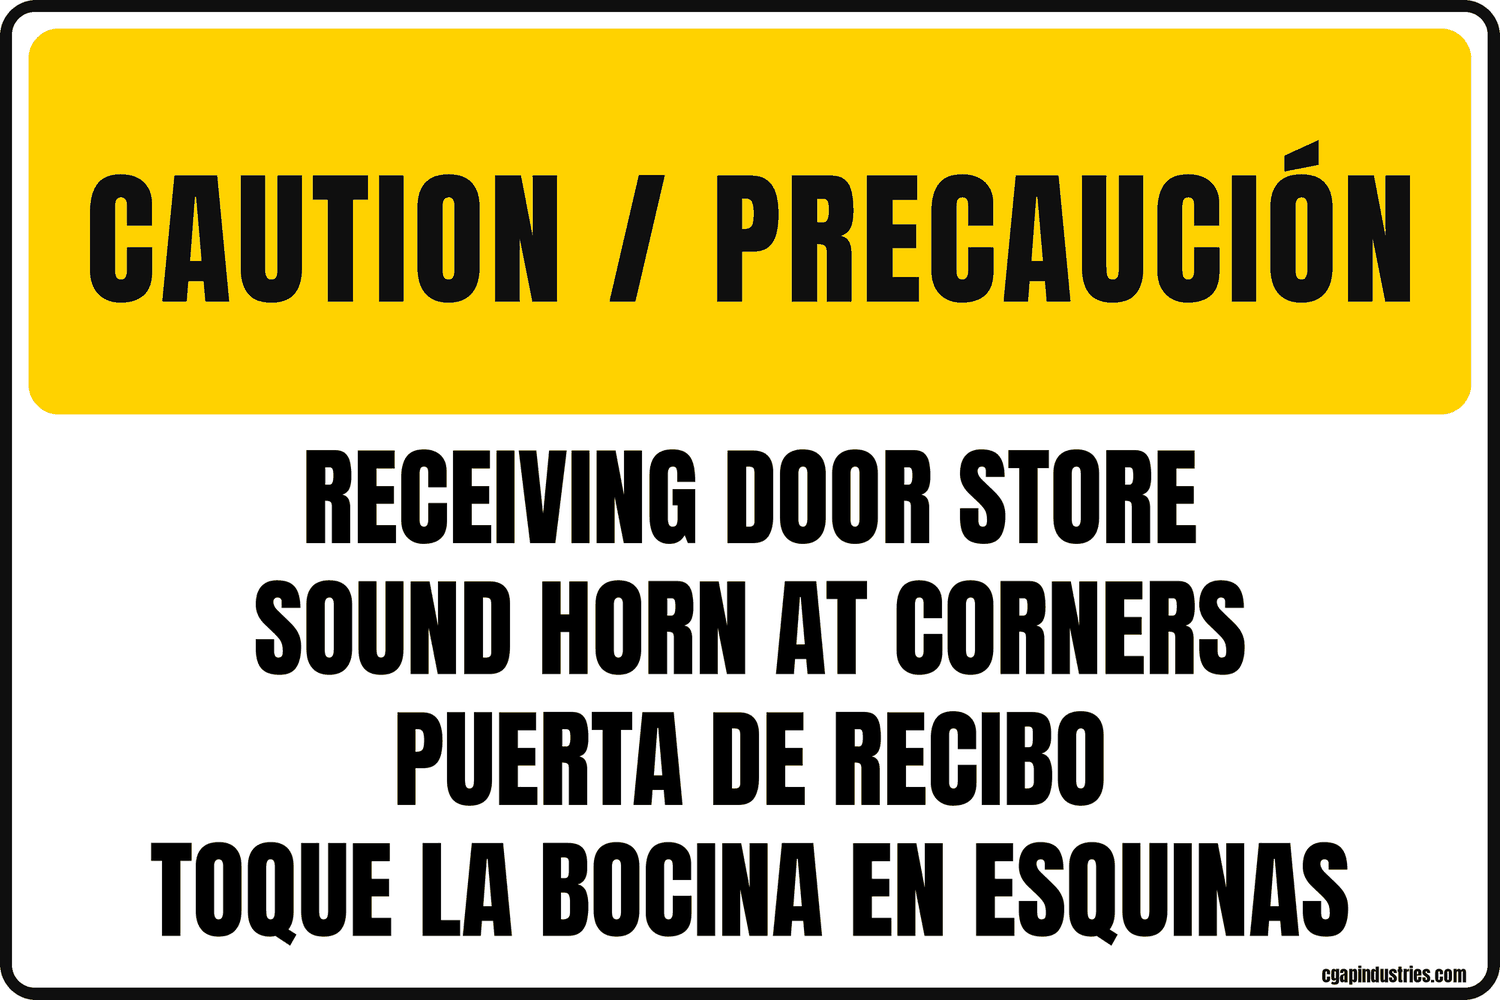 CAUTION / PRECAUCIÓN
RECEIVING DOOR STORE
SOUND HORN AT CORNERS
PUERTA DE RECIBO
TOQUE LA BOCINA EN ESQUINAS
cgapindustries.com